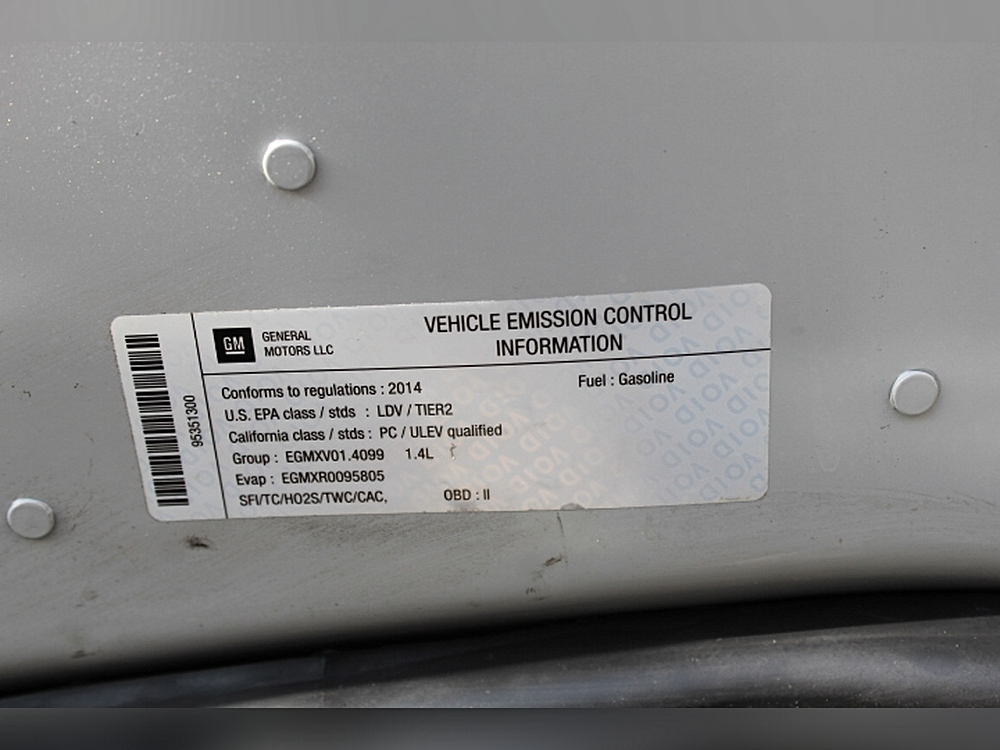 95351300
GM
GENERAL
MOTORS LLC
VEHICLE EMISSION CONTROL
INFORMATION
Conforms to regulations : 2014
Fuel : Gasoline
U.S. EPA class / stds : LDV / TIER2
California class / stds : PC / ULEV qualified
Group : EGMXV01.4099 1.4L
Evap : EGMXR0095805
SFI/TC/HO2S/TWC/CAC, OBD : II